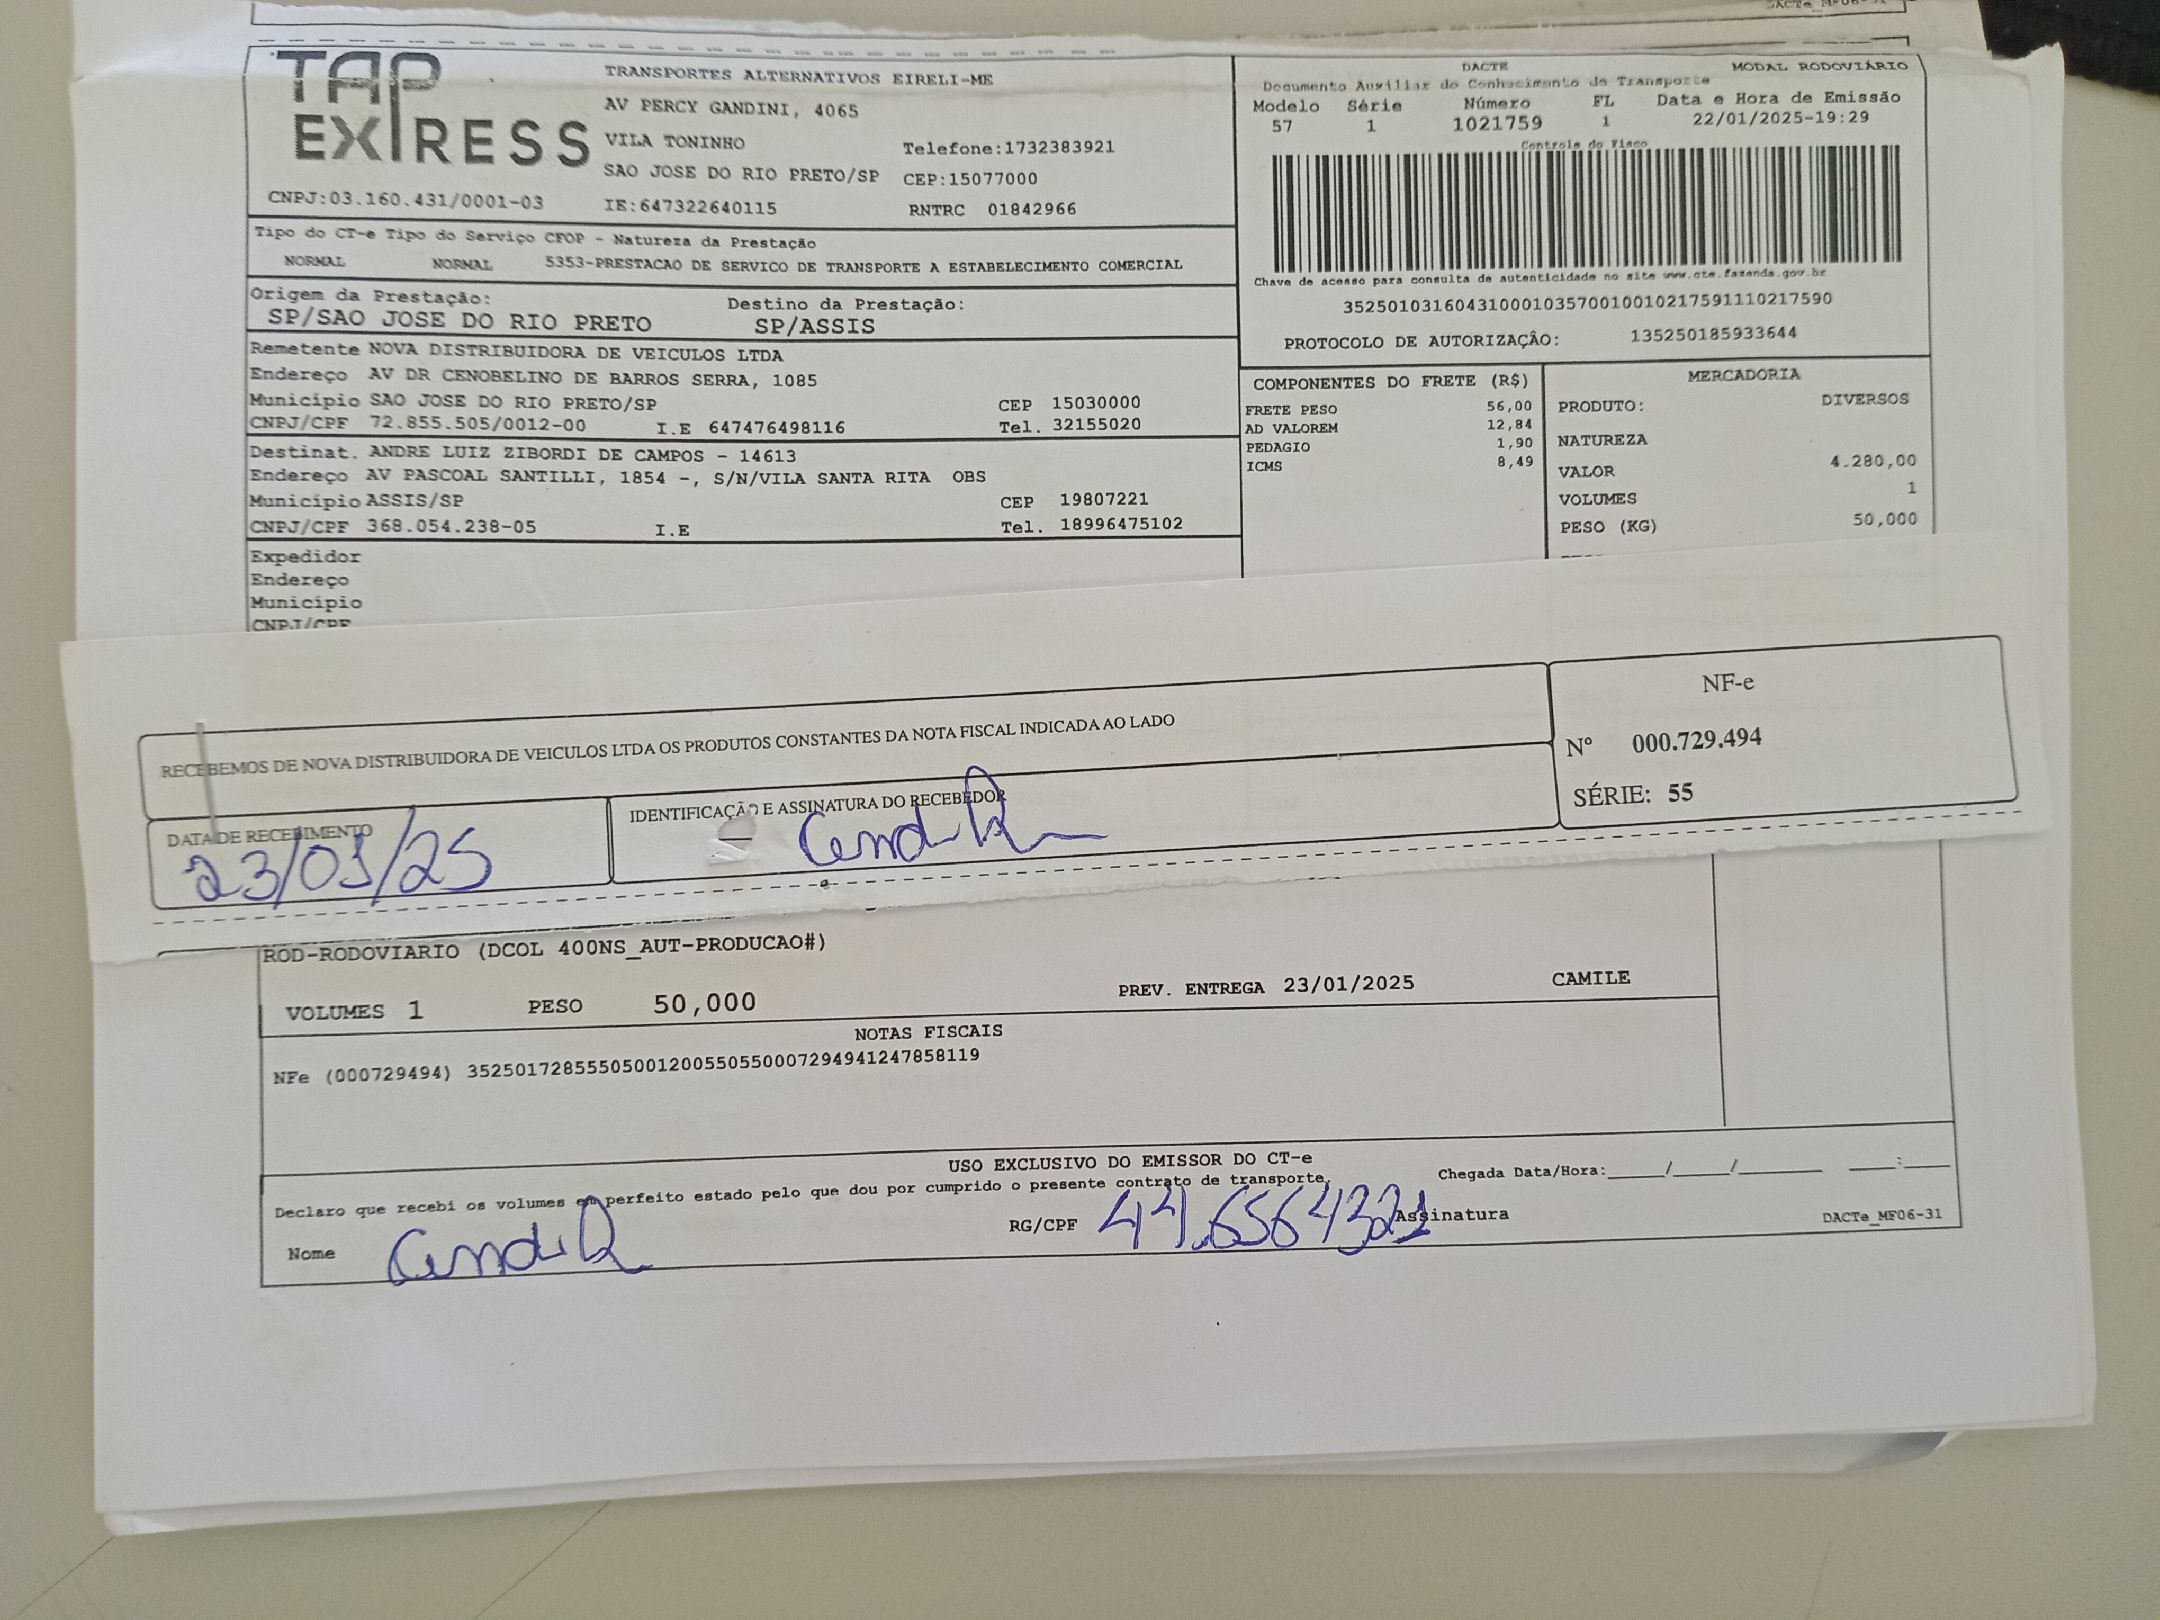 DACTe_MF06-31
TAP EXPRESS
TRANSPORTES ALTERNATIVOS EIRELI-ME
AV PERCY GANDINI, 4065
VILA TONINHO Telefone:1732383921
SAO JOSE DO RIO PRETO/SP CEP:15077000
CNPJ:03.160.431/0001-03 IE:647322640115 RNTRC 01842966
DACTE MODAL RODOVIÁRIO
Documento Auxiliar do Conhecimento de Transporte
Modelo Série Número FL Data e Hora de Emissão
57 1 1021759 1 22/01/2025-19:29
Controle do Fisco
Chave de acesso para consulta de autenticidade no site www.cte.fazenda.gov.br
35250103160431000103570010010217591110217590
PROTOCOLO DE AUTORIZAÇÂO: 135250185933644
Tipo do CT-e Tipo do Serviço CFOP - Natureza da Prestação
NORMAL NORMAL 5353-PRESTACAO DE SERVICO DE TRANSPORTE A ESTABELECIMENTO COMERCIAL
Origem da Prestação: Destino da Prestação:
SP/SAO JOSE DO RIO PRETO SP/ASSIS
Remetente NOVA DISTRIBUIDORA DE VEICULOS LTDA
Endereço AV DR CENOBELINO DE BARROS SERRA, 1085
Município SAO JOSE DO RIO PRETO/SP CEP 15030000
CNPJ/CPF 72.855.505/0012-00 I.E 647476498116 Tel. 32155020
Destinat. ANDRE LUIZ ZIBORDI DE CAMPOS - 14613
Endereço AV PASCOAL SANTILLI, 1854 -, S/N/VILA SANTA RITA OBS
Município ASSIS/SP CEP 19807221
CNPJ/CPF 368.054.238-05 I.E Tel. 18996475102
Expedidor
Endereço
Município
CNPJ/CPF
COMPONENTES DO FRETE (R$)
FRETE PESO 56,00
AD VALOREM 12,84
PEDAGIO 1,90
ICMS 8,49
MERCADORIA
PRODUTO: DIVERSOS
NATUREZA
VALOR 4.280,00
VOLUMES 1
PESO (KG) 50,000
RECEBEMOS DE NOVA DISTRIBUIDORA DE VEICULOS LTDA OS PRODUTOS CONSTANTES DA NOTA FISCAL INDICADA AO LADO
NF-e
Nº 000.729.494
SÉRIE: 55
DATA DE RECEBIMENTO
23/01/25
IDENTIFICAÇÃO E ASSINATURA DO RECEBEDOR
ROD-RODOVIARIO (DCOL 400NS_AUT-PRODUCAO#)
VOLUMES 1 PESO 50,000 PREV. ENTREGA 23/01/2025 CAMILE
NOTAS FISCAIS
NFe (000729494) 35250172855505001200550550007294941247858119
USO EXCLUSIVO DO EMISSOR DO CT-e
Declaro que recebi os volumes em perfeito estado pelo que dou por cumprido o presente contrato de transporte. Chegada Data/Hora:____/____/______ ___:___
Nome RG/CPF 44.6564321 Assinatura DACTe_MF06-31